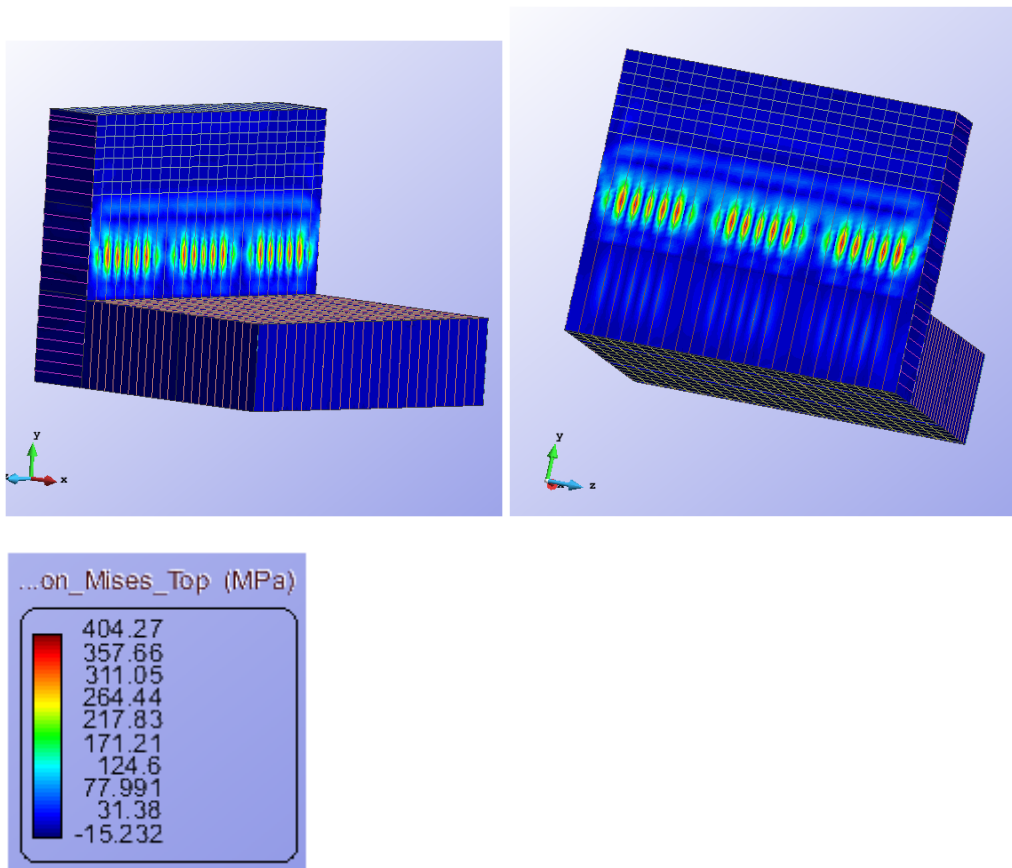 y
x
y
z
...on_Mises_Top (MPa)
404.27
357.66
311.05
264.44
217.83
171.21
124.6
77.991
31.38
-15.232